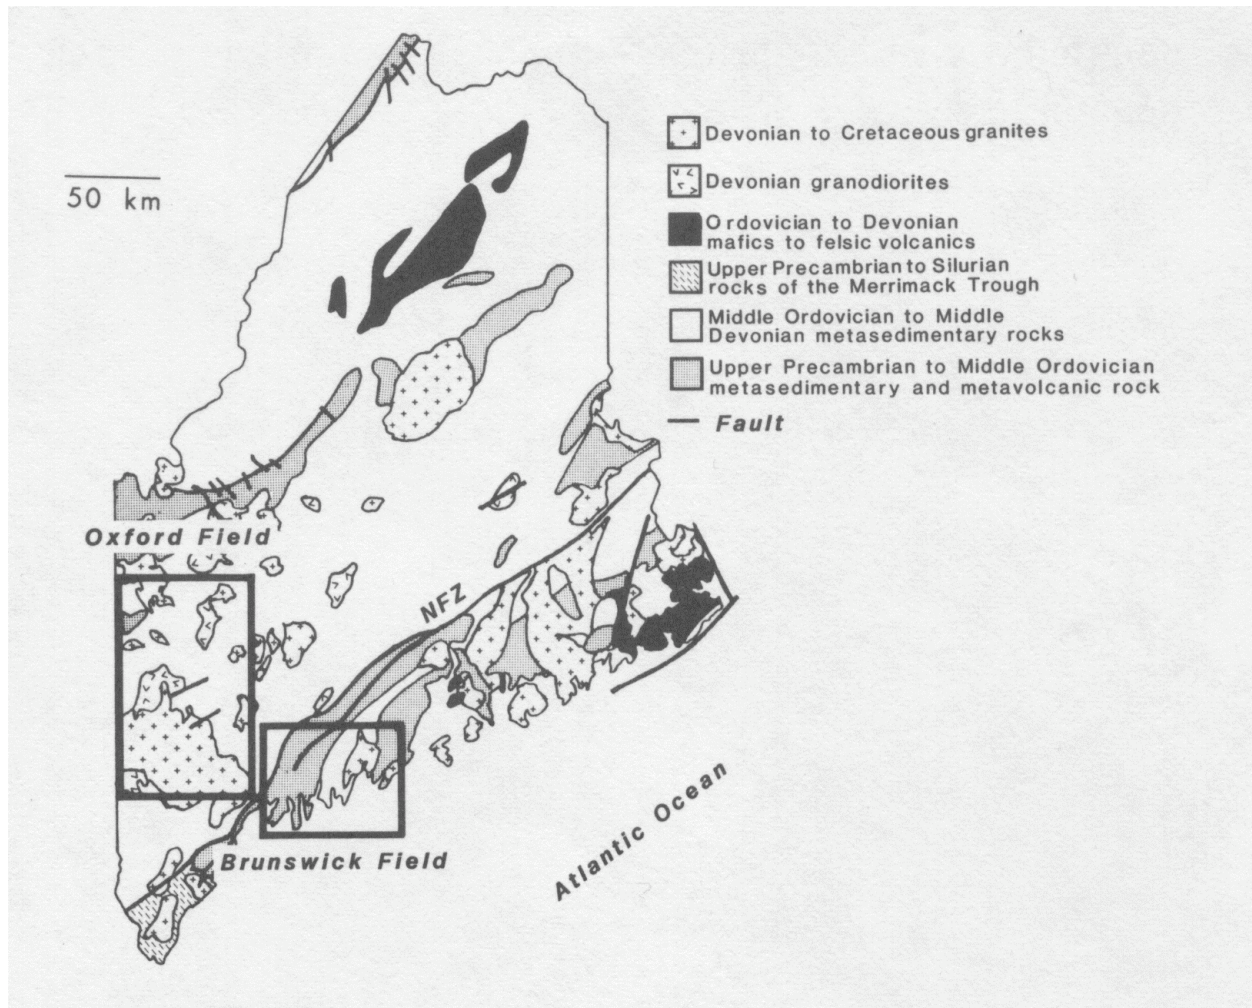 50 km
Devonian to Cretaceous granites
Devonian granodiorites
Ordovician to Devonian
mafics to felsic volcanics
Upper Precambrian to Silurian
rocks of the Merrimack Trough
Middle Ordovician to Middle
Devonian metasedimentary rocks
Upper Precambrian to Middle Ordovician
metasedimentary and metavolcanic rock
Fault
Oxford Field
NFZ
Brunswick Field
Atlantic Ocean